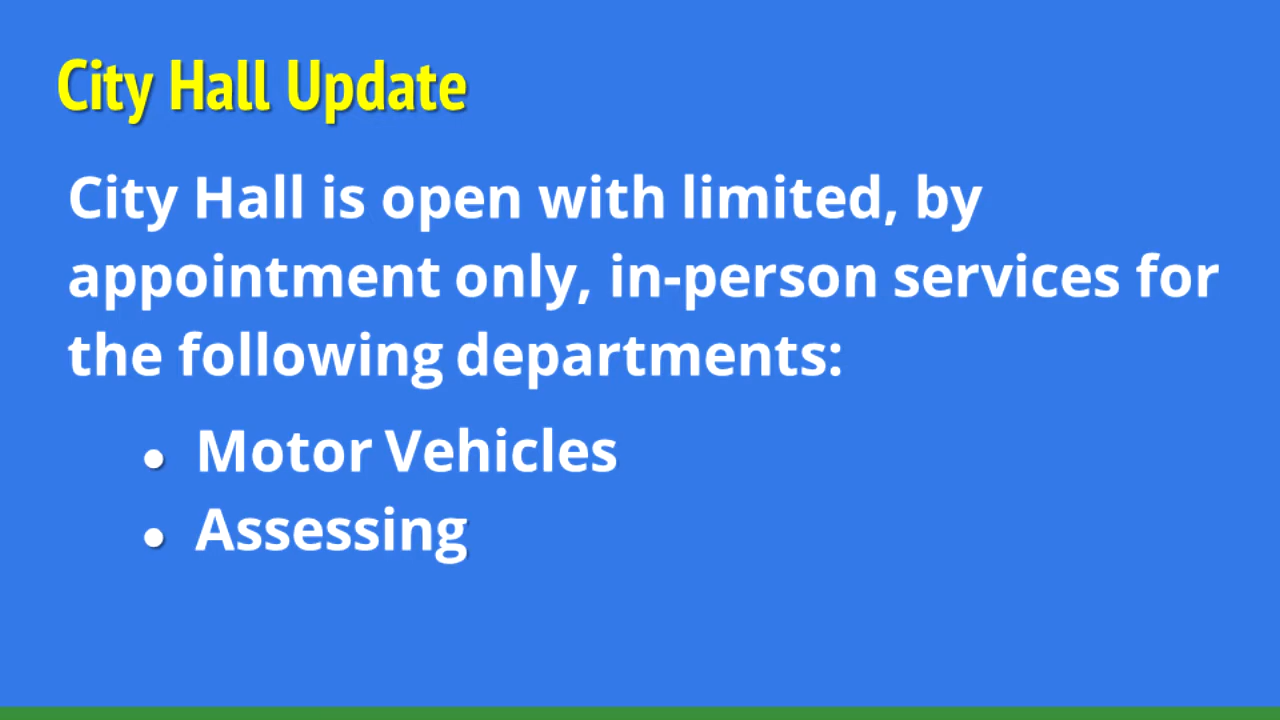 City Hall Update
City Hall is open with limited, by
appointment only, in-person services for
the following departments:
• Motor Vehicles
• Assessing